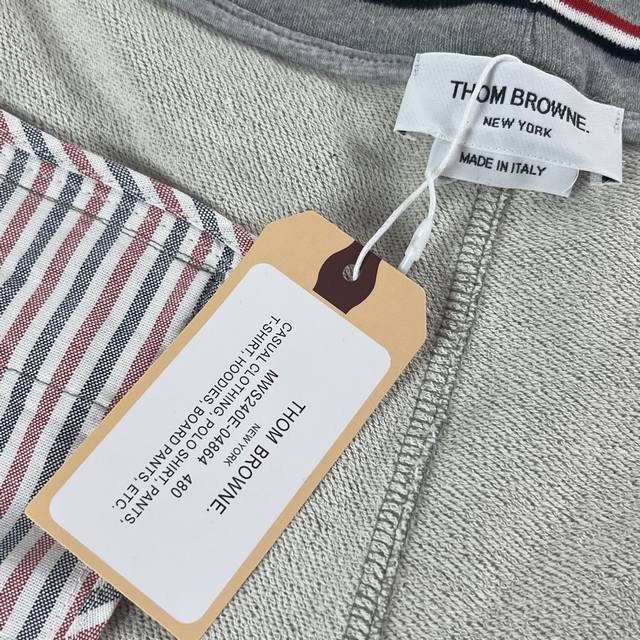 THOM BROWNE.
NEW YORK
MADE IN ITALY
THOM BROWNE.
NEW YORK
MWS240E-04864 480
CASUAL CLOTHING, POLO SHIRT, PANTS,
T-SHIRT, HOODIES, BOARD PANTS, ETC.